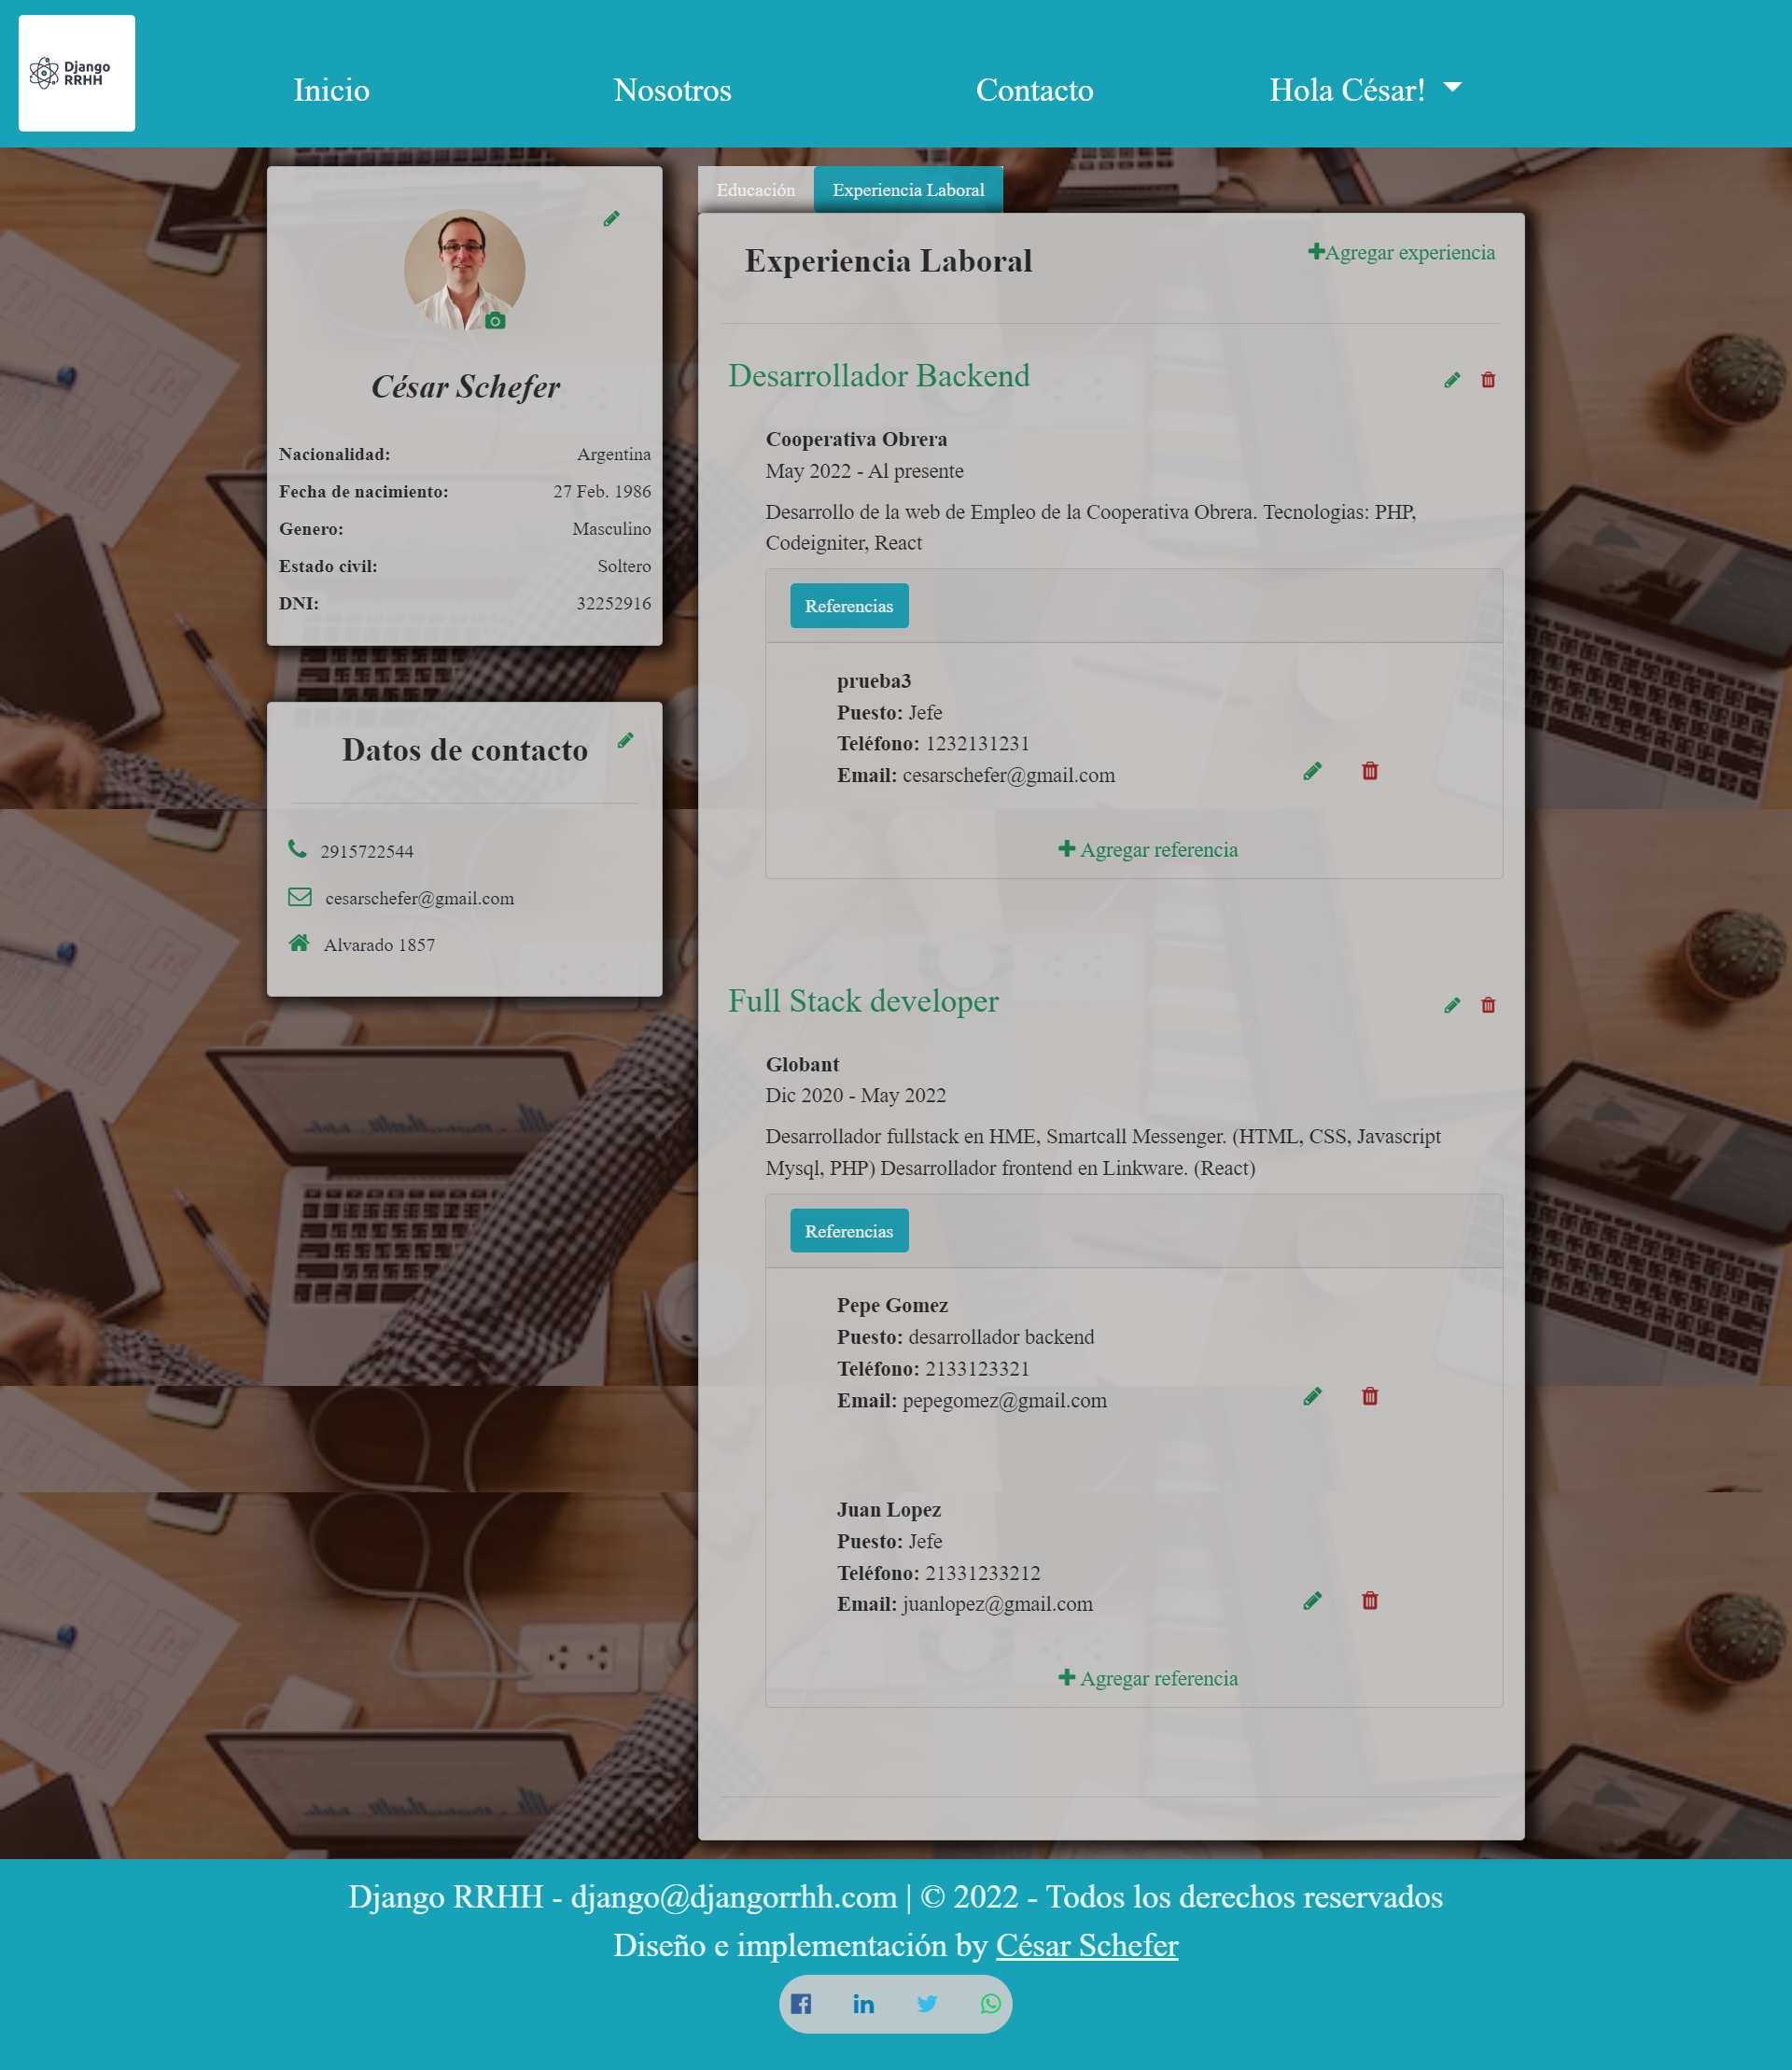 Django
RRHH
Inicio
Nosotros
Contacto
Hola César!
César Schefer
Nacionalidad: Argentina
Fecha de nacimiento: 27 Feb. 1986
Genero: Masculino
Estado civil: Soltero
DNI: 32252916
Datos de contacto
2915722544
cesarschefer@gmail.com
Alvarado 1857
Educación
Experiencia Laboral
Experiencia Laboral
Agregar experiencia
Desarrollador Backend
Cooperativa Obrera
May 2022 - Al presente
Desarrollo de la web de Empleo de la Cooperativa Obrera. Tecnologias: PHP,
Codeigniter, React
Referencias
prueba3
Puesto: Jefe
Teléfono: 1232131231
Email: cesarschefer@gmail.com
Agregar referencia
Full Stack developer
Globant
Dic 2020 - May 2022
Desarrollador fullstack en HME, Smartcall Messenger. (HTML, CSS, Javascript
Mysql, PHP) Desarrollador frontend en Linkware. (React)
Referencias
Pepe Gomez
Puesto: desarrollador backend
Teléfono: 2133123321
Email: pepegomez@gmail.com
Juan Lopez
Puesto: Jefe
Teléfono: 21331233212
Email: juanlopez@gmail.com
Agregar referencia
Django RRHH - django@djangorrhh.com | © 2022 - Todos los derechos reservados
Diseño e implementación by César Schefer